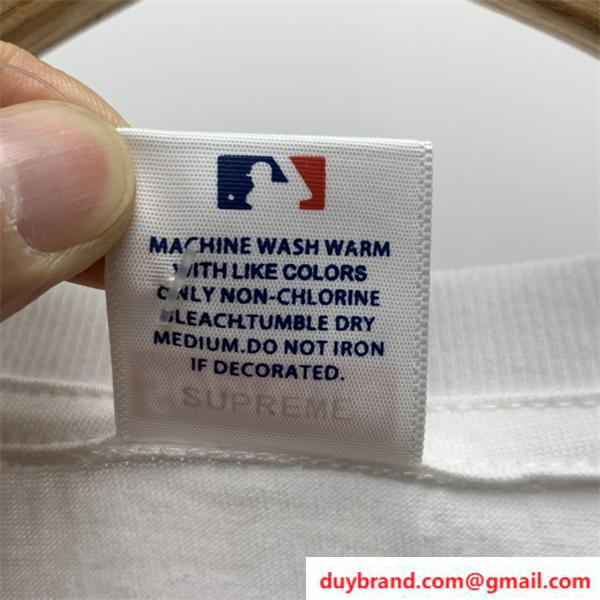 MACHINE WASH WARM
WITH LIKE COLORS
ONLY NON-CHLORINE
BLEACH.TUMBLE DRY
MEDIUM.DO NOT IRON
IF DECORATED.
SUPREME
duybrand.com@gmail.com